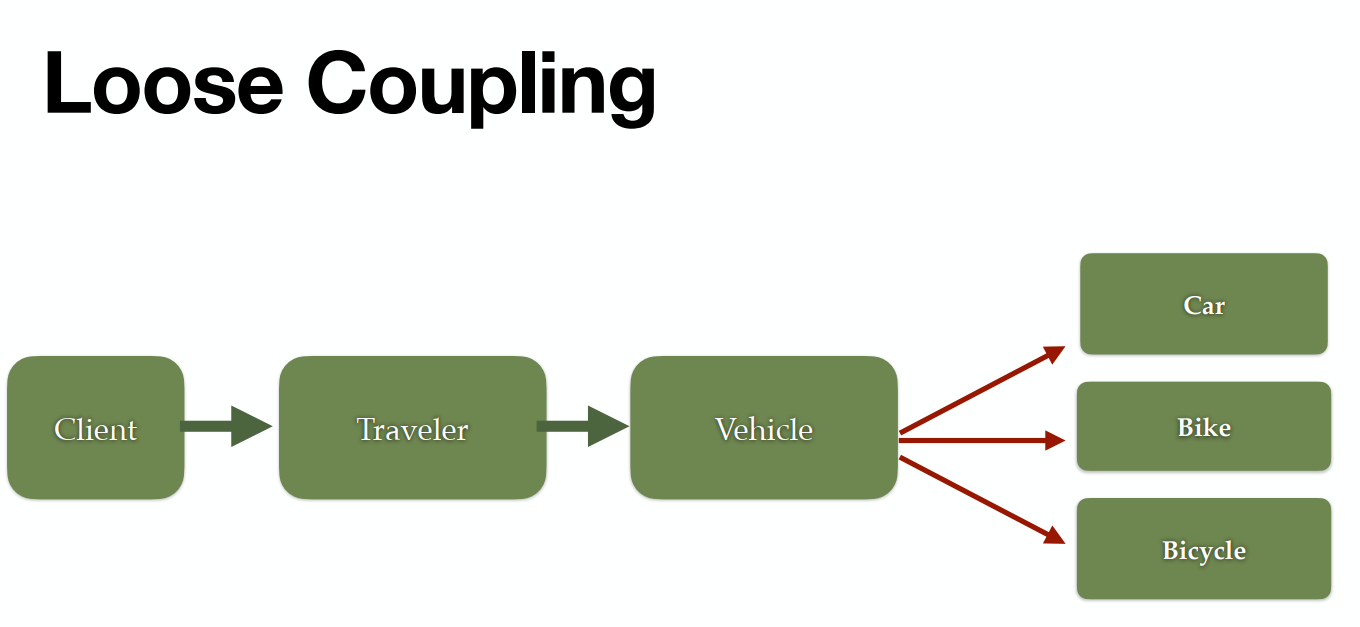 Loose Coupling
Client
Traveler
Vehicle
Car
Bike
Bicycle